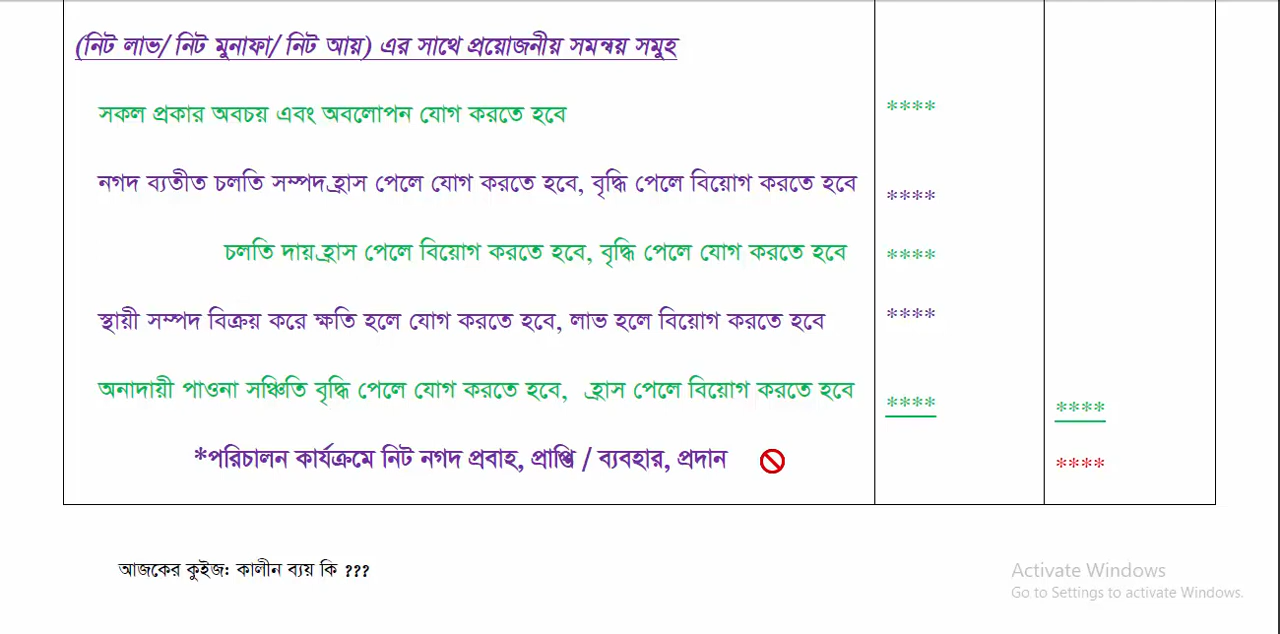 (নিট লাভ/ নিট মুনাফা/ নিট আয়) এর সাথে প্রয়োজনীয় সমন্বয় সমুহ
সকল প্রকার অবচয় এবং অবলোপন যোগ করতে হবে ****
নগদ ব্যতীত চলতি সম্পদ হ্রাস পেলে যোগ করতে হবে, বৃদ্ধি পেলে বিয়োগ করতে হবে ****
চলতি দায় হ্রাস পেলে বিয়োগ করতে হবে, বৃদ্ধি পেলে যোগ করতে হবে ****
স্থায়ী সম্পদ বিক্রয় করে ক্ষতি হলে যোগ করতে হবে, লাভ হলে বিয়োগ করতে হবে ****
অনাদায়ী পাওনা সঞ্চিতি বৃদ্ধি পেলে যোগ করতে হবে, হ্রাস পেলে বিয়োগ করতে হবে **** ****
*পরিচালন কার্যক্রমে নিট নগদ প্রবাহ, প্রাপ্তি / ব্যবহার, প্রদান ****
আজকের কুইজ: কালীন ব্যয় কি ???
Activate Windows
Go to Settings to activate Windows.